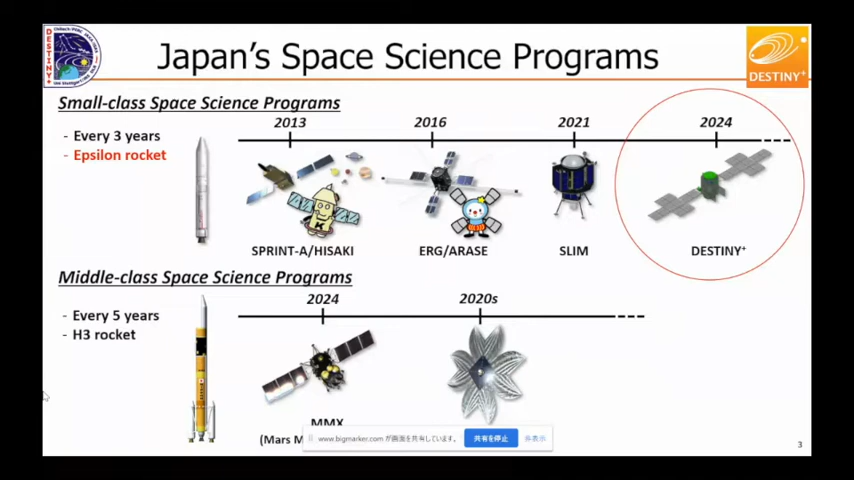 Japan's Space Science Programs
DESTINY+
Small-class Space Science Programs
- Every 3 years
- Epsilon rocket
2013
2016
2021
2024
SPRINT-A/HISAKI
ERG/ARASE
SLIM
DESTINY+
Middle-class Space Science Programs
- Every 5 years
- H3 rocket
2024
2020s
MMX
(Mars M
www.bigmarker.com が画面を共有しています。
共有を停止
非表示
3